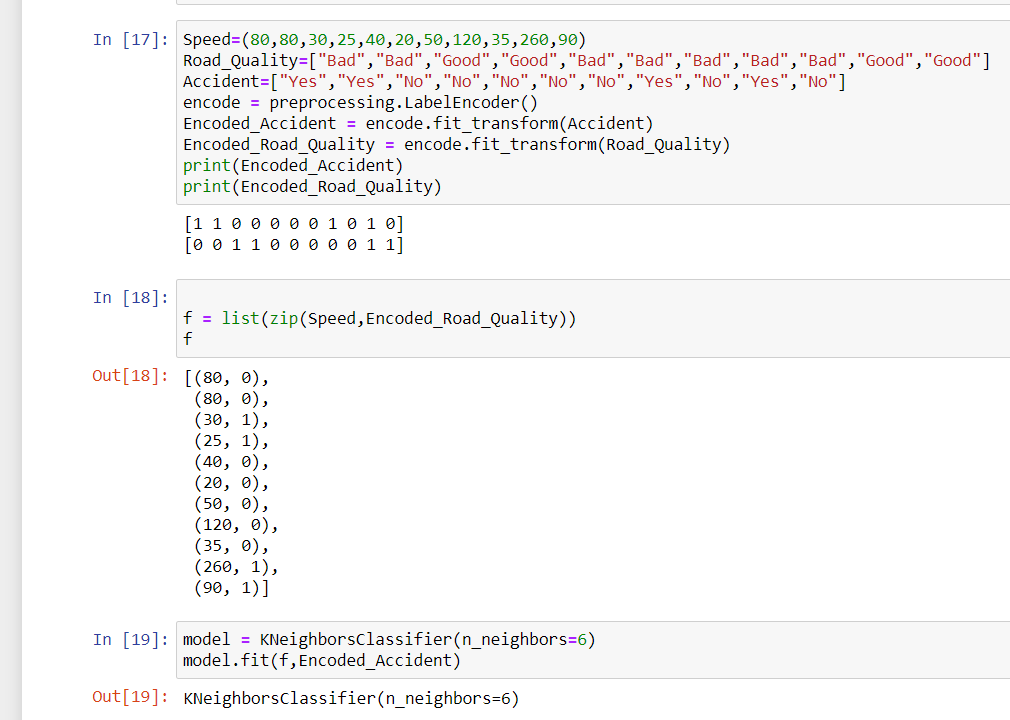 In [17]: Speed=(80,80,30,25,40,20,50,120,35,260,90)
Road_Quality=["Bad","Bad","Good","Good","Bad","Bad","Bad","Bad","Bad","Good","Good"]
Accident=["Yes","Yes","No","No","No","No","No","Yes","No","Yes","No"]
encode = preprocessing.LabelEncoder()
Encoded_Accident = encode.fit_transform(Accident)
Encoded_Road_Quality = encode.fit_transform(Road_Quality)
print(Encoded_Accident)
print(Encoded_Road_Quality)
[1 1 0 0 0 0 0 1 0 1 0]
[0 0 1 1 0 0 0 0 0 1 1]
In [18]:
f = list(zip(Speed,Encoded_Road_Quality))
f
Out[18]: [(80, 0),
(80, 0),
(30, 1),
(25, 1),
(40, 0),
(20, 0),
(50, 0),
(120, 0),
(35, 0),
(260, 1),
(90, 1)]
In [19]: model = KNeighborsClassifier(n_neighbors=6)
model.fit(f,Encoded_Accident)
Out[19]: KNeighborsClassifier(n_neighbors=6)